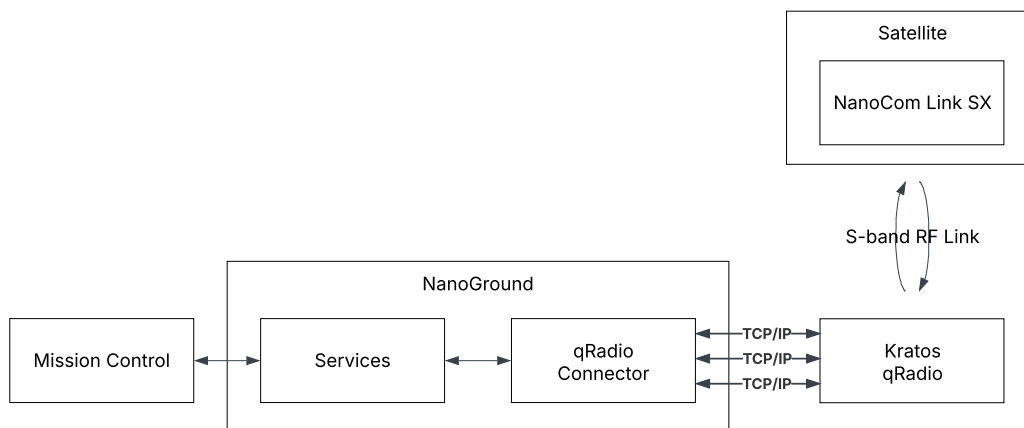 Satellite
NanoCom Link SX
S-band RF Link
NanoGround
Mission Control
Services
qRadio
Connector
TCP/IP
TCP/IP
TCP/IP
Kratos
qRadio